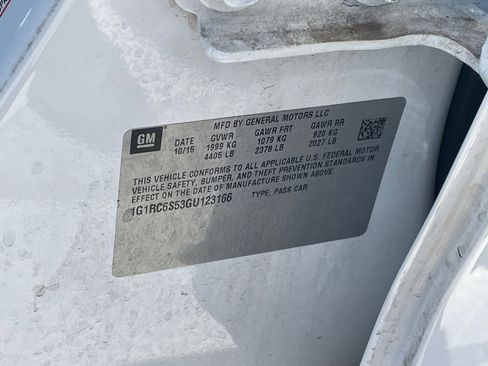 MFD BY GENERAL MOTORS LLC
GM DATE GVWR GAWR FRT GAWR RR
10/15 1999 KG 1079 KG 920 KG
4405 LB 2378 LB 2027 LB
THIS VEHICLE CONFORMS TO ALL APPLICABLE U.S. FEDERAL MOTOR
VEHICLE SAFETY, BUMPER, AND THEFT PREVENTION STANDARDS IN
EFFECT ON THE DATE OF MANUFACTURE SHOWN ABOVE.
1G1RC6S53GU123166 TYPE: PASS CAR